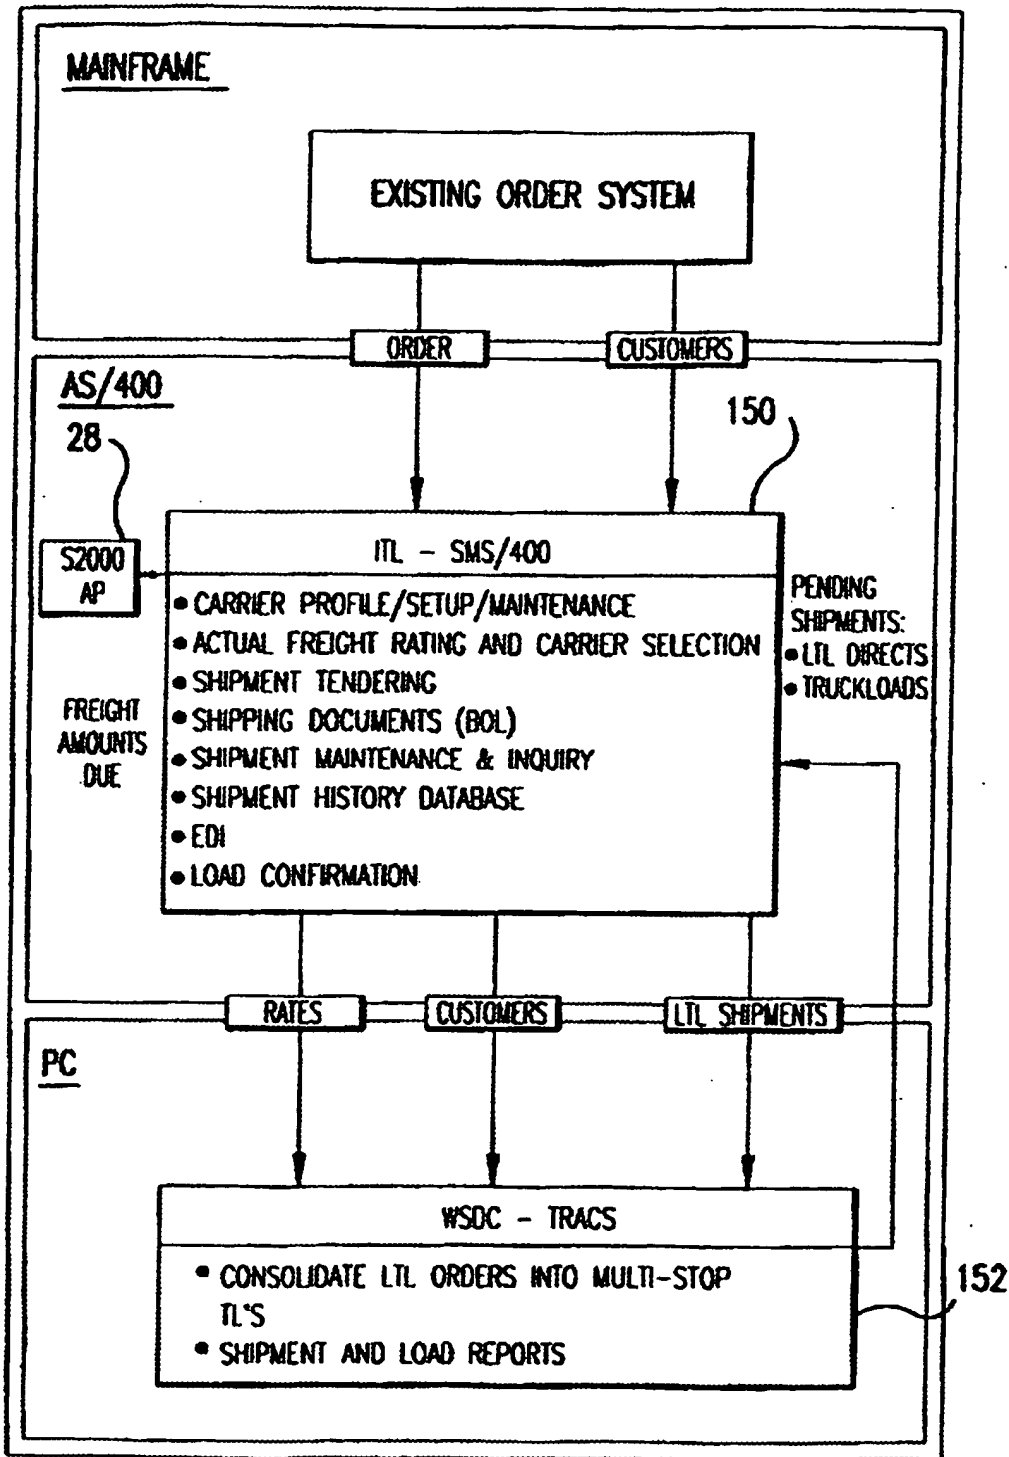 MAINFRAME
EXISTING ORDER SYSTEM
ORDER
CUSTOMERS
AS/400
28
150
S2000
AP
ITL - SMS/400
• CARRIER PROFILE/SETUP/MAINTENANCE
• ACTUAL FREIGHT RATING AND CARRIER SELECTION
• SHIPMENT TENDERING
• SHIPPING DOCUMENTS (BOL)
• SHIPMENT MAINTENANCE & INQUIRY
• SHIPMENT HISTORY DATABASE
• EDI
• LOAD CONFIRMATION
PENDING
SHIPMENTS:
• LTL DIRECTS
• TRUCKLOADS
FREIGHT
AMOUNTS
DUE
RATES
CUSTOMERS
LTL SHIPMENTS
PC
WSDC - TRACS
• CONSOLIDATE LTL ORDERS INTO MULTI-STOP
TL'S
• SHIPMENT AND LOAD REPORTS
152